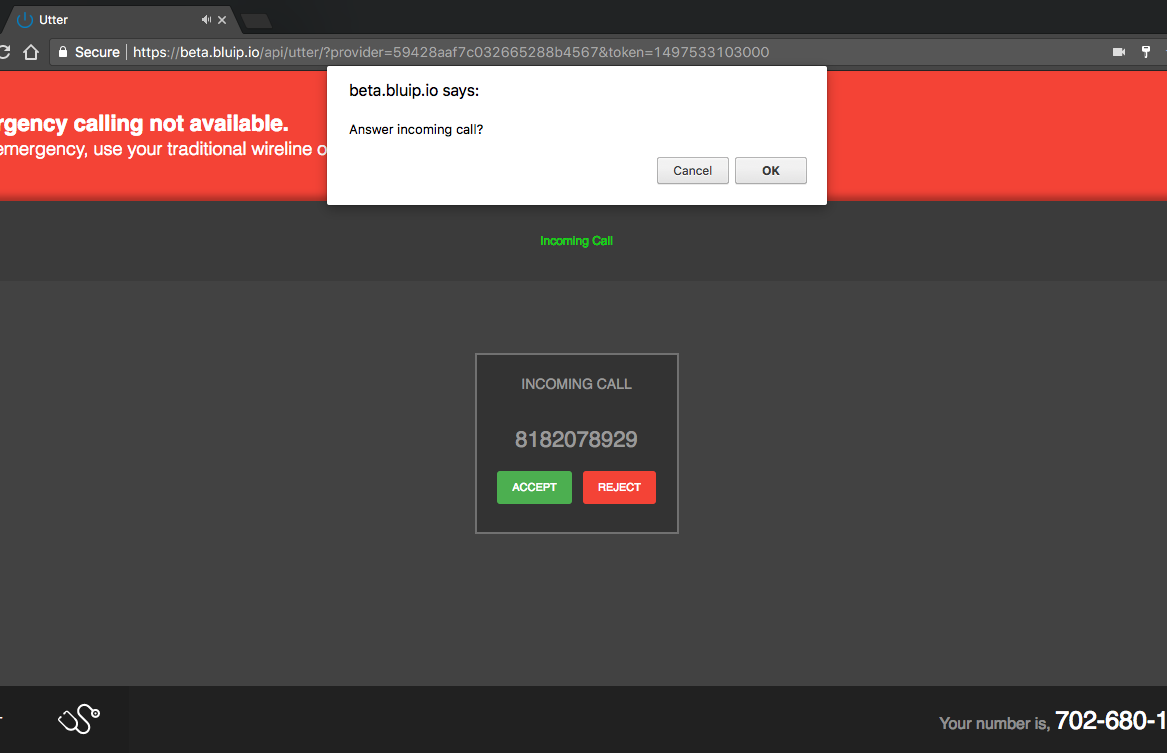 Utter
Secure https://beta.bluip.io/api/utter/?provider=59428aaf7c032665288b4567&token=1497533103000
beta.bluip.io says:
Answer incoming call?
Cancel OK
rgency calling not available.
emergency, use your traditional wireline o
Incoming Call
INCOMING CALL
8182078929
ACCEPT REJECT
Your number is, 702-680-1